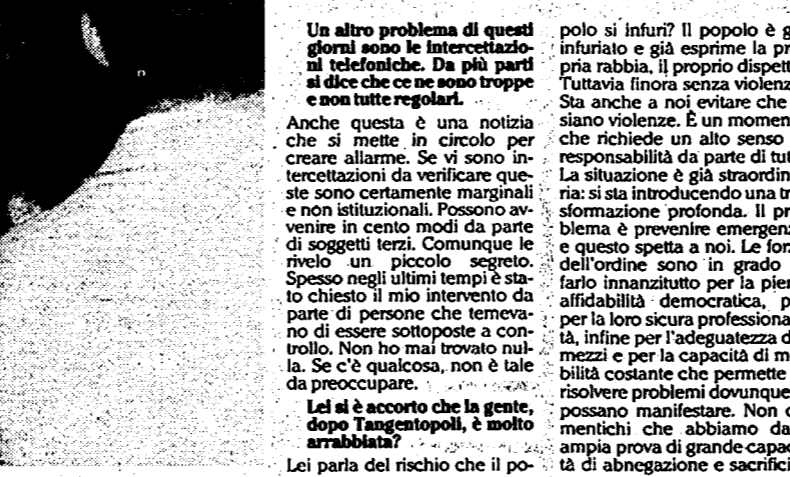 Un altro problema di questi
giorni sono le intercettazio-
ni telefoniche. Da più parti
si dice che ce ne sono troppe
e non tutte regolari.
Anche questa è una notizia
che si mette in circolo per
creare allarme. Se vi sono in-
tercettazioni da verificare que-
ste sono certamente marginali
e non istituzionali. Possono av-
venire in cento modi da parte
di soggetti terzi. Comunque le
rivelo un piccolo segreto.
Spesso negli ultimi tempi è sta-
to chiesto il mio intervento da
parte di persone che temeva-
no di essere sottoposte a con-
trollo. Non ho mai trovato nul-
la. Se c'è qualcosa, non è tale
da preoccupare.
Lei si è accorto che la gente,
dopo Tangentopoli, è molto
arrabbiata?
Lei parla del rischio che il po-
polo si infuri? Il popolo è g
infuriato e già esprime la pr
pria rabbia, il proprio dispett
Tuttavia finora senza violenz
Sta anche a noi evitare che
siano violenze. È un momen
che richiede un alto senso
responsabilità da parte di tut
La situazione è già straordin
ria: si sta introducendo una tr
sformazione profonda. Il pr
blema è prevenire emergenz
e questo spetta a noi. Le for
dell'ordine sono in grado
farlo innanzitutto per la pie
affidabilità democratica, p
per la loro sicura professiona
tà, infine per l'adeguatezza d
mezzi e per la capacità di m
bilità costante che permette
risolvere problemi dovunque
possano manifestare. Non d
mentichi che abbiamo da
ampia prova di grande capac
tà di abnegazione e sacrifici